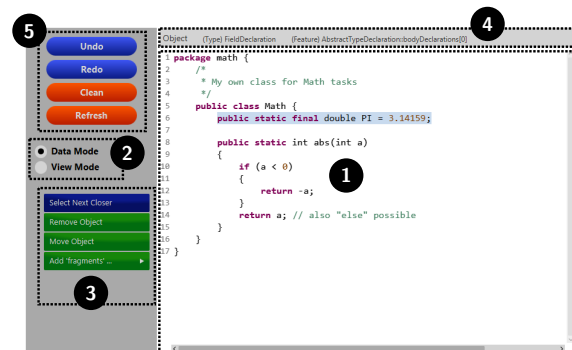 5
4
Object (Type) FieldDeclaration (Feature) AbstractTypeDeclaration:bodyDeclarations[0]
Undo
Redo
Clean
Refresh
Data Mode
View Mode
2
Select Next Closer
Remove Object
Move Object
Add 'fragments' ...
3
1 package math {
2 /*
3 * My own class for Math tasks
4 */
5 public class Math {
6 public static final double PI = 3.14159;
7
8 public static int abs(int a)
9 {
10 if (a < 0)
11 {
12 return -a;
13 }
14 return a; // also "else" possible
15 }
16 }
17 }
1